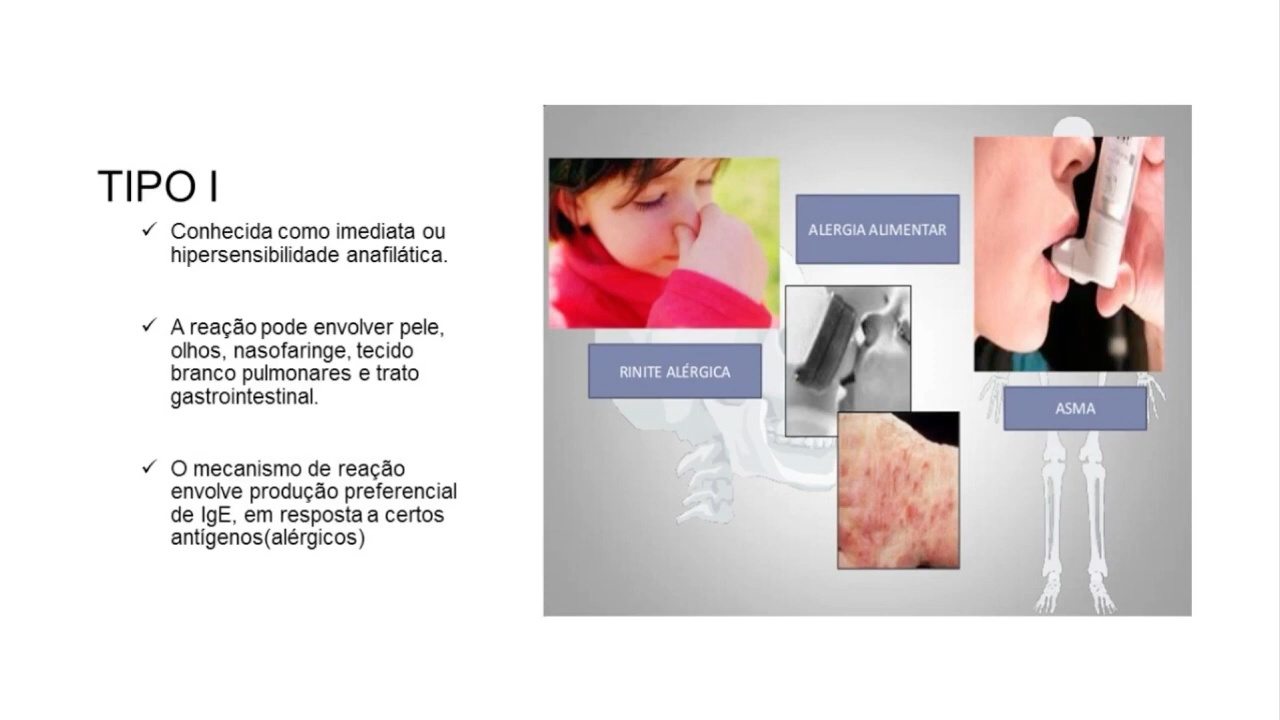 TIPO I
✓ Conhecida como imediata ou
hipersensibilidade anafilática.
✓ A reação pode envolver pele,
olhos, nasofaringe, tecido
branco pulmonares e trato
gastrointestinal.
✓ O mecanismo de reação
envolve produção preferencial
de IgE, em resposta a certos
antígenos(alérgicos)
ALERGIA ALIMENTAR
RINITE ALÉRGICA
ASMA